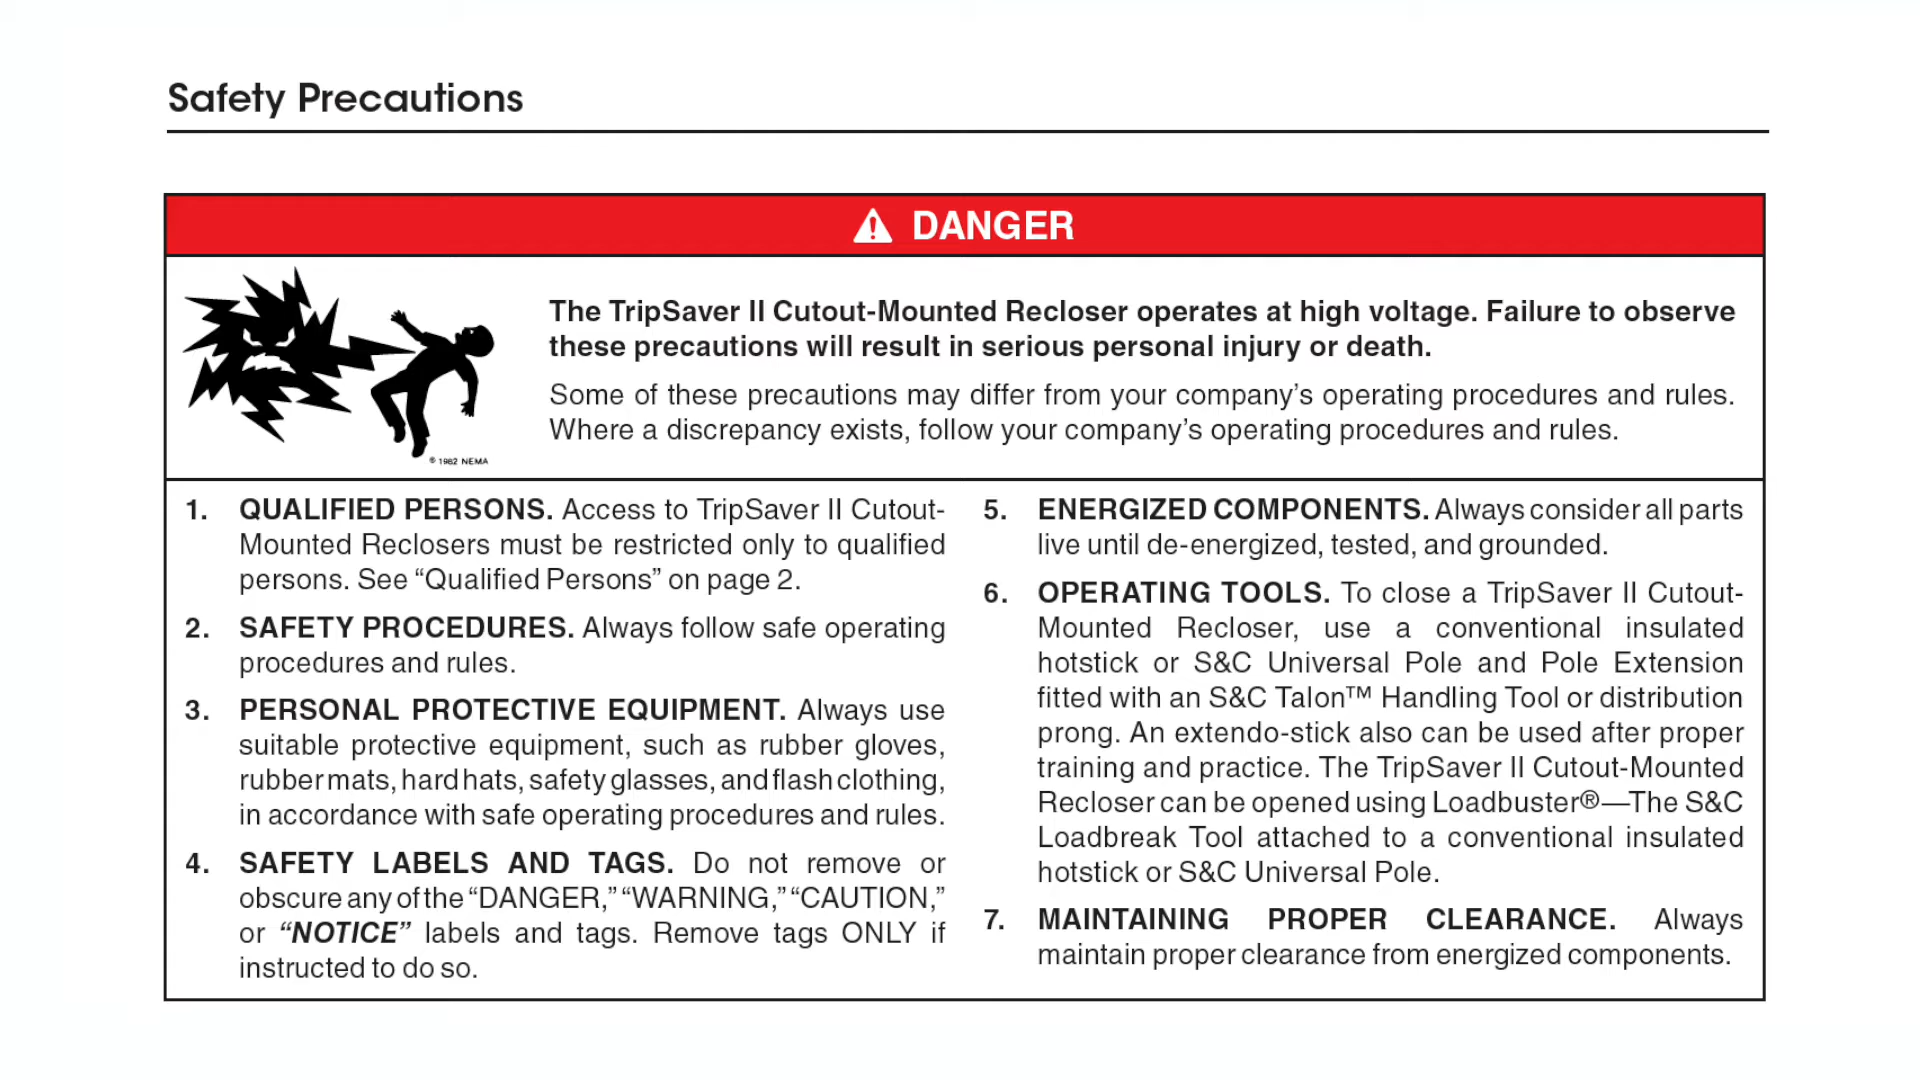 Safety Precautions
DANGER
The TripSaver II Cutout-Mounted Recloser operates at high voltage. Failure to observe
these precautions will result in serious personal injury or death.
Some of these precautions may differ from your company’s operating procedures and rules.
Where a discrepancy exists, follow your company’s operating procedures and rules.
© 1982 NEMA
1. QUALIFIED PERSONS. Access to TripSaver II Cutout-
Mounted Reclosers must be restricted only to qualified
persons. See “Qualified Persons” on page 2.
2. SAFETY PROCEDURES. Always follow safe operating
procedures and rules.
3. PERSONAL PROTECTIVE EQUIPMENT. Always use
suitable protective equipment, such as rubber gloves,
rubber mats, hard hats, safety glasses, and flash clothing,
in accordance with safe operating procedures and rules.
4. SAFETY LABELS AND TAGS. Do not remove or
obscure any of the “DANGER,” “WARNING,” “CAUTION,”
or “NOTICE” labels and tags. Remove tags ONLY if
instructed to do so.
5. ENERGIZED COMPONENTS. Always consider all parts
live until de-energized, tested, and grounded.
6. OPERATING TOOLS. To close a TripSaver II Cutout-
Mounted Recloser, use a conventional insulated
hotstick or S&C Universal Pole and Pole Extension
fitted with an S&C Talon™ Handling Tool or distribution
prong. An extendo-stick also can be used after proper
training and practice. The TripSaver II Cutout-Mounted
Recloser can be opened using Loadbuster®—The S&C
Loadbreak Tool attached to a conventional insulated
hotstick or S&C Universal Pole.
7. MAINTAINING PROPER CLEARANCE. Always
maintain proper clearance from energized components.